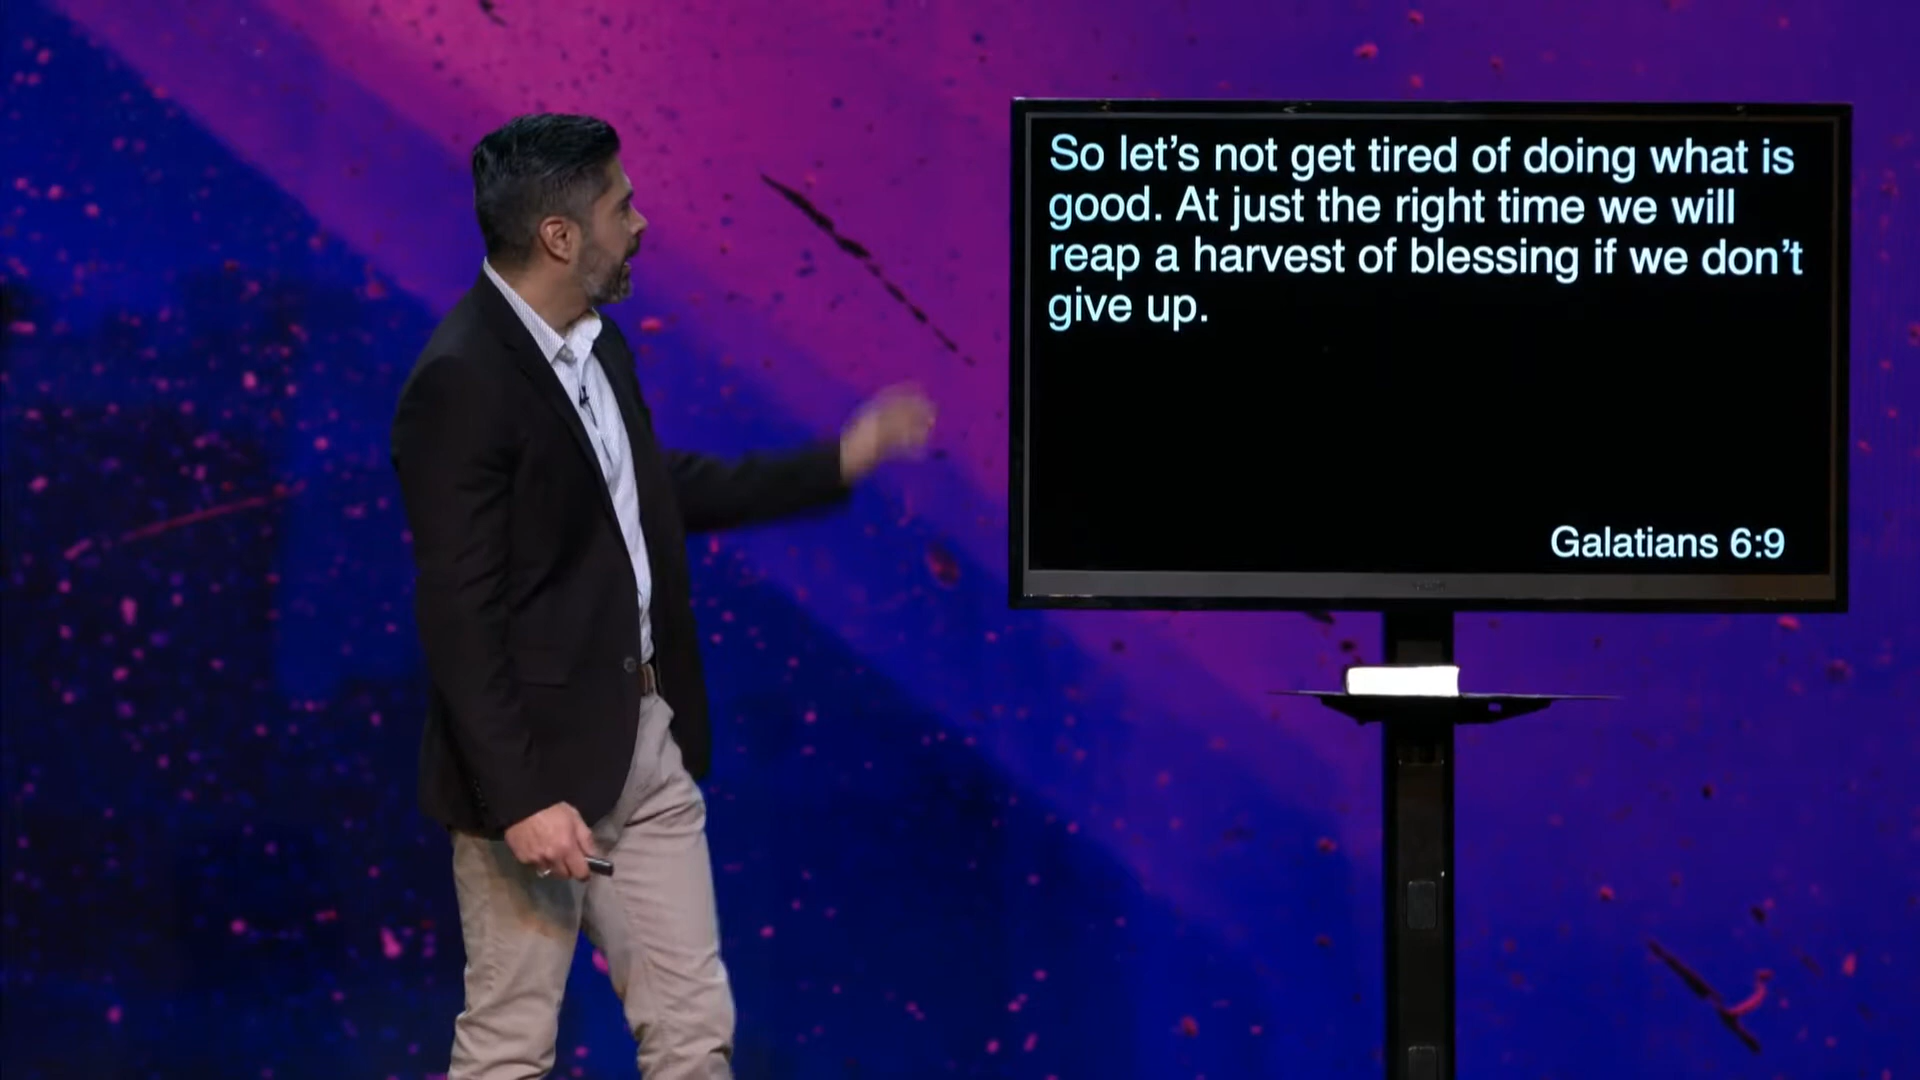 So let’s not get tired of doing what is
good. At just the right time we will
reap a harvest of blessing if we don’t
give up.
Galatians 6:9